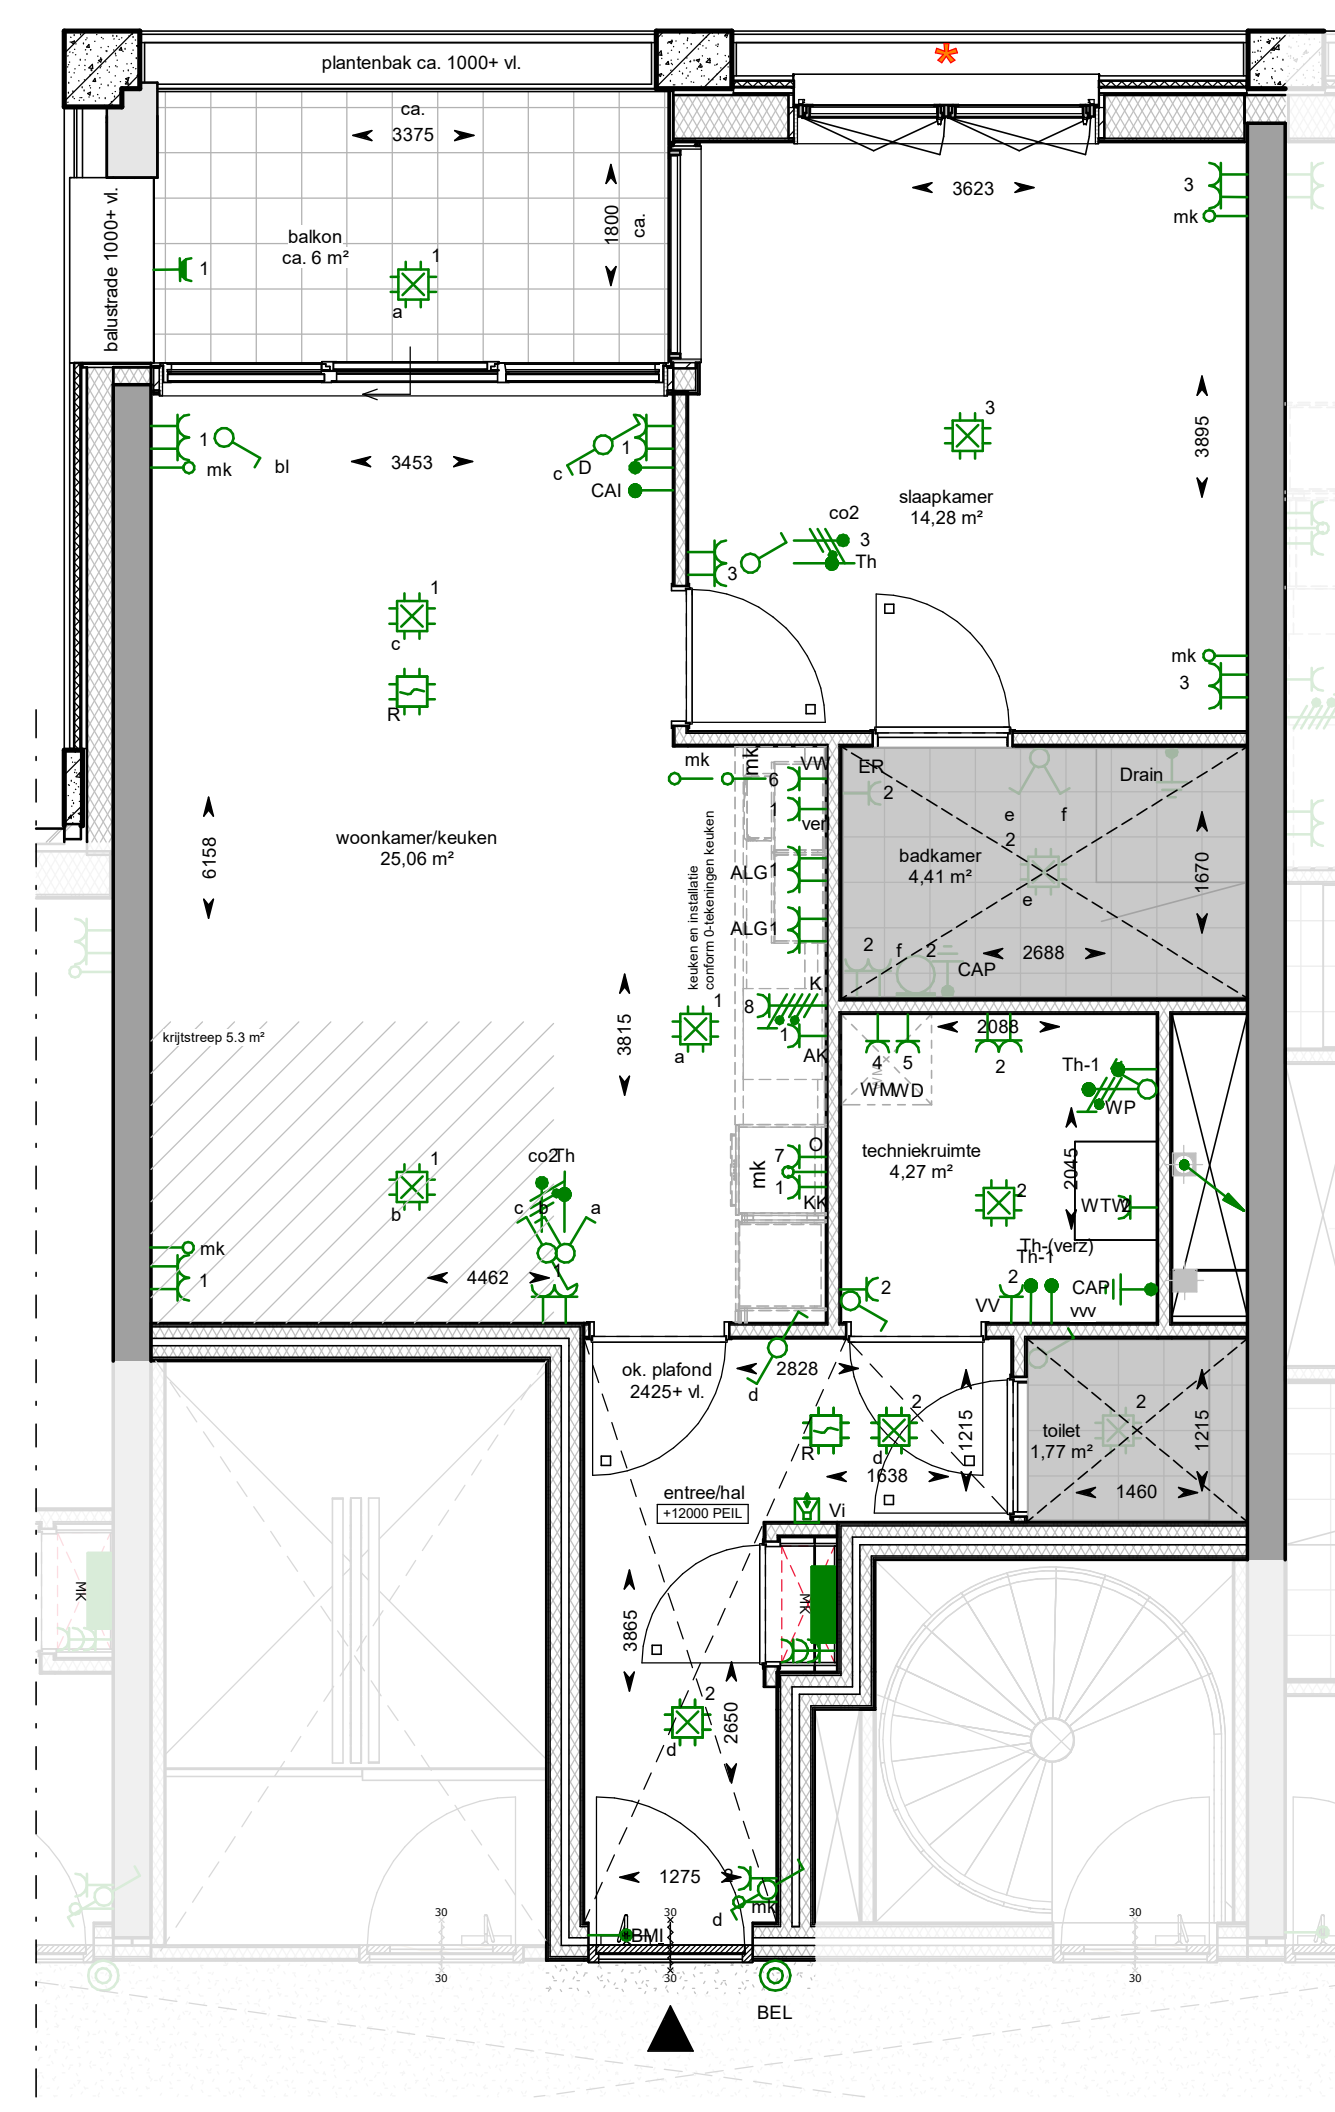 plantenbak ca. 1000+ vl.
*
ca.
3375
3623
3
mk
1800
ca.
balkon
ca. 6 m²
balustrade 1000+ vl.
1
1
a
3
3895
1
mk
bl
3453
c
D
1
CAI
slaapkamer
14,28 m²
co2
3
Th
3
1
c
R
mk
3
mk
mk
VW
6
1
ver
ER
2
Drain
e
f
2
woonkamer/keuken
25,06 m²
6158
keuken en installatie
conform 0-tekeningen keuken
ALG1
ALG1
badkamer
4,41 m²
e
1670
2
f
2
2688
CAP
K
8
1
AK
1
a
3815
krijtstreep 5.3 m²
2088
4
5
2
WM
WD
Th-1
WP
techniekruimte
4,27 m²
2045
O
7
mk
1
KK
1
b
co2
Th
c
b
a
2
WTW
2
mk
1
4462
1
Th-(verz)
Th-1
2
2
VV
CAP
vvv
ok. plafond
2425+ vl.
2828
d
2
R
d
1215
1638
toilet
1,77 m²
2
1215
1460
entree/hal
+12000 PEIL
Vi
MK
MK
3865
2650
2
d
1275
2
mk
d
BMI
30
30
30
30
30
30
BEL